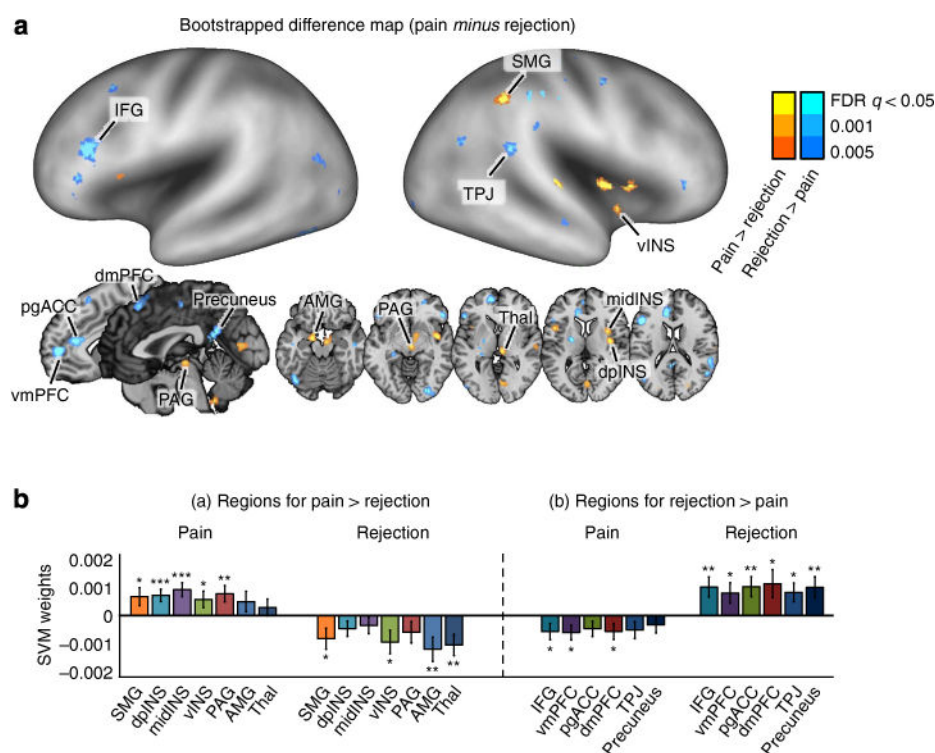 a
Bootstrapped difference map (pain minus rejection)
IFG
SMG
TPJ
vINS
FDR q < 0.05
0.001
0.005
Pain > rejection
Rejection > pain
dmPFC
pgACC
Precuneus
vmPFC
PAG
AMG
PAG
Thal
midINS
dpINS
b
(a) Regions for pain > rejection
(b) Regions for rejection > pain
Pain
Rejection
Pain
Rejection
SVM weights
0.002
0.001
0
−0.001
−0.002
* *** *** * **
* * ** **
* * *
** * ** * * **
SMG
dpINS
midINS
vINS
PAG
AMG
Thal
SMG
dpINS
midINS
vINS
PAG
AMG
Thal
IFG
vmPFC
pgACC
dmPFC
TPJ
Precuneus
IFG
vmPFC
pgACC
dmPFC
TPJ
Precuneus